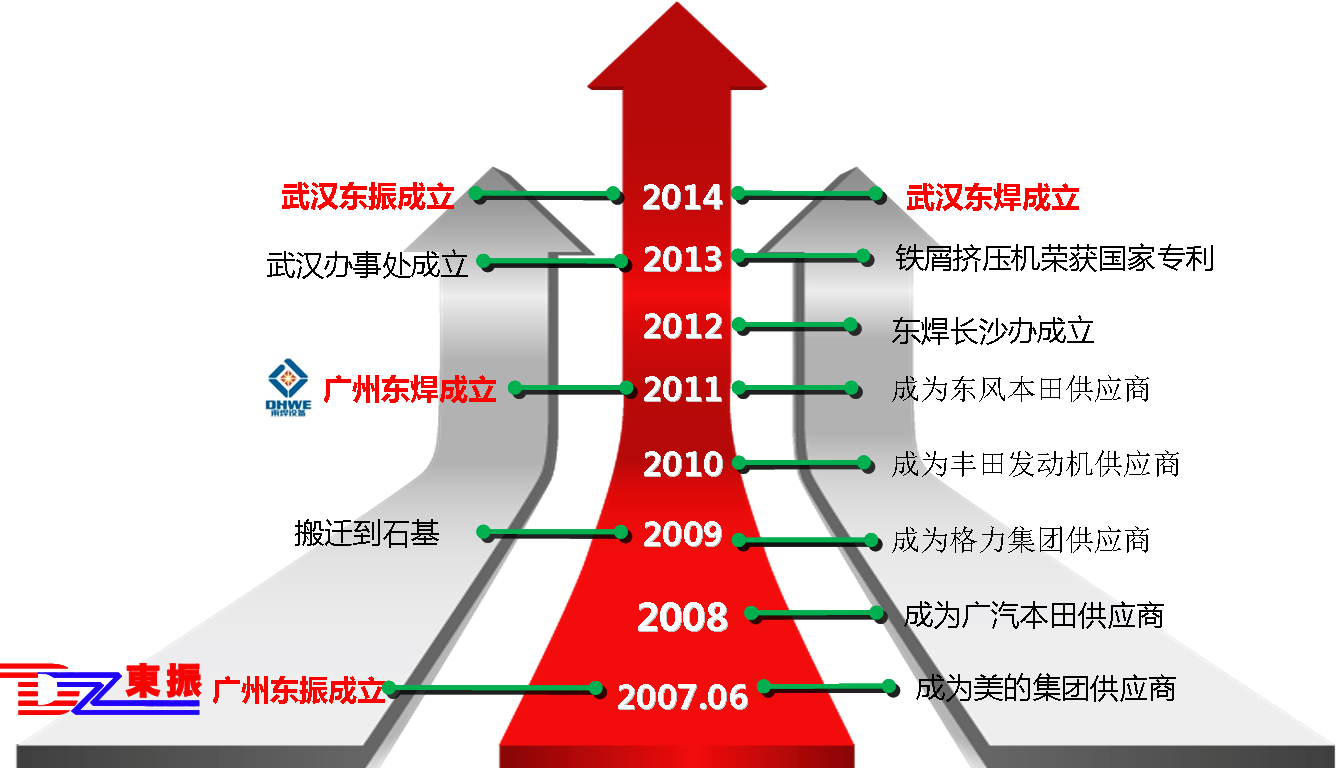 武汉东振成立
2014
武汉东焊成立
武汉办事处成立
2013
铁屑挤压机荣获国家专利
2012
东焊长沙办成立
DHWE
東焊设备
广州东焊成立
2011
成为东风本田供应商
2010
成为丰田发动机供应商
搬迁到石基
2009
成为格力集团供应商
2008
成为广汽本田供应商
DZ
東振
广州东振成立
2007.06
成为美的集团供应商